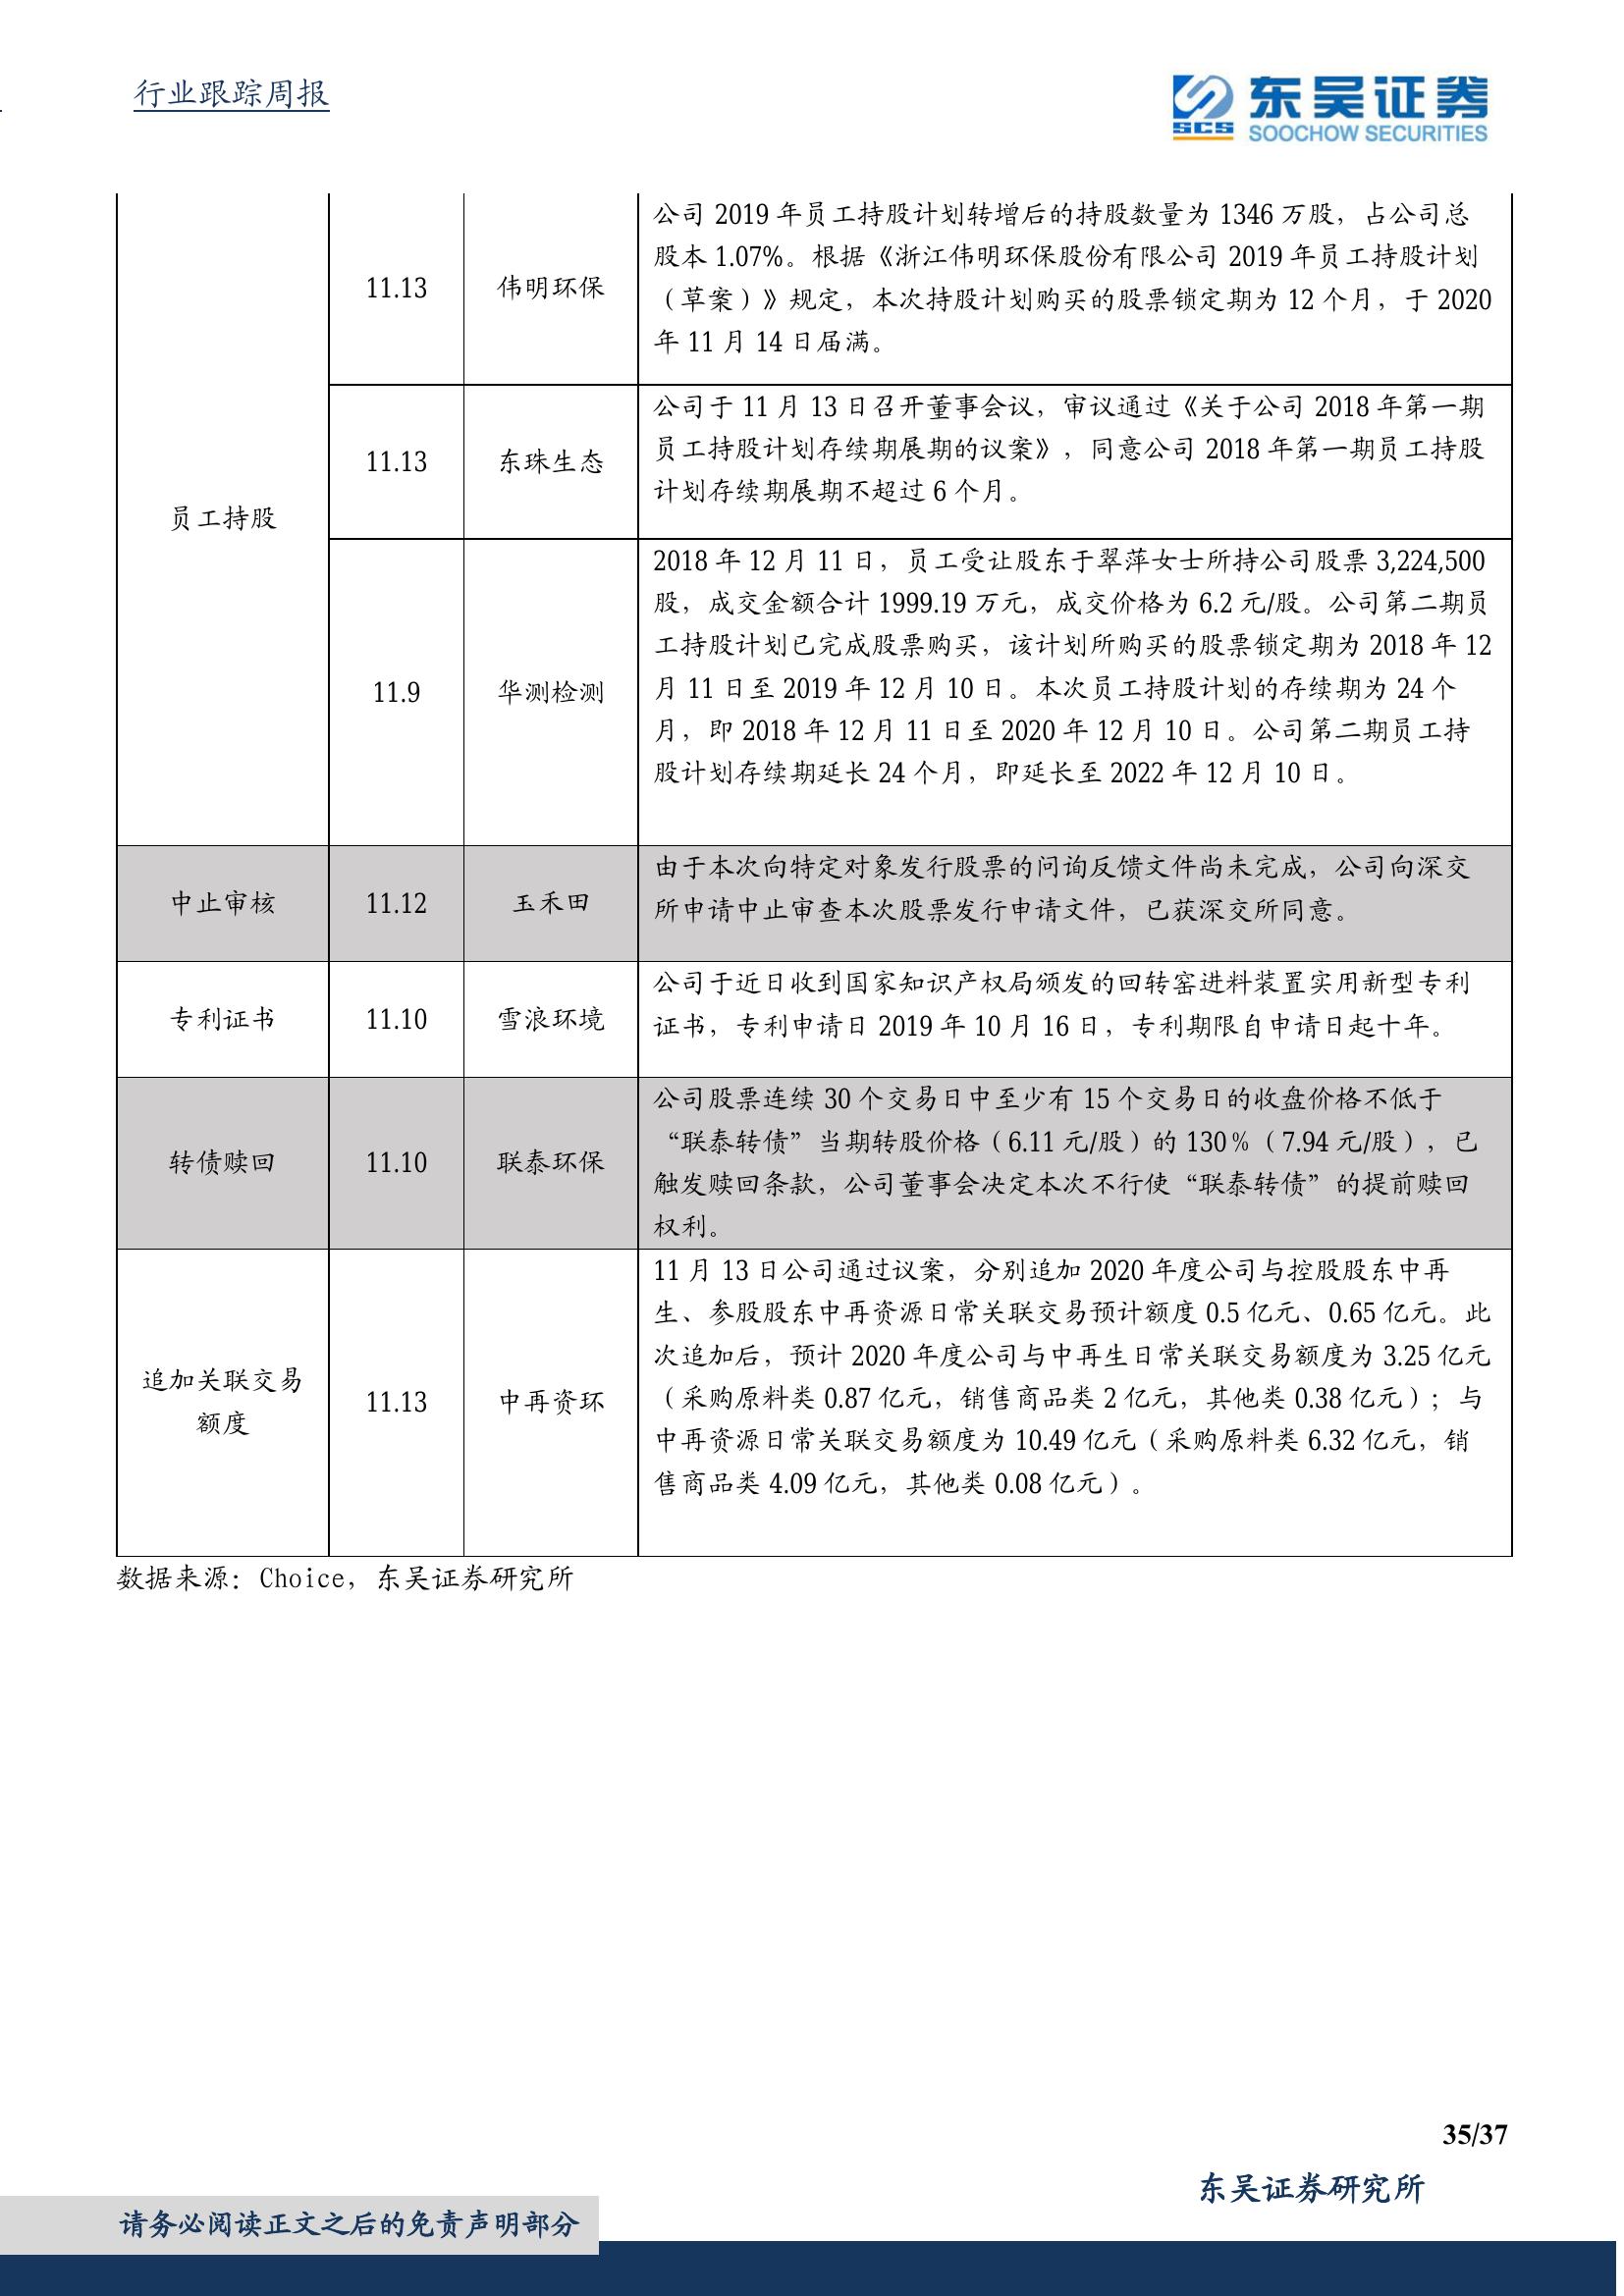 行业跟踪周报
SCS 东吴证券
SOOCHOW SECURITIES
员工持股
11.13
伟明环保
公司 2019 年员工持股计划转增后的持股数量为 1346 万股，占公司总
股本 1.07%。根据《浙江伟明环保股份有限公司 2019 年员工持股计划
（草案）》规定，本次持股计划购买的股票锁定期为 12 个月，于 2020
年 11 月 14 日届满。
11.13
东珠生态
公司于 11 月 13 日召开董事会议，审议通过《关于公司 2018 年第一期
员工持股计划存续期展期的议案》，同意公司 2018 年第一期员工持股
计划存续期展期不超过 6 个月。
11.9
华测检测
2018 年 12 月 11 日，员工受让股东于翠萍女士所持公司股票 3,224,500
股，成交金额合计 1999.19 万元，成交价格为 6.2 元/股。公司第二期员
工持股计划已完成股票购买，该计划所购买的股票锁定期为 2018 年 12
月 11 日至 2019 年 12 月 10 日。本次员工持股计划的存续期为 24 个
月，即 2018 年 12 月 11 日至 2020 年 12 月 10 日。公司第二期员工持
股计划存续期延长 24 个月，即延长至 2022 年 12 月 10 日。
中止审核
11.12
玉禾田
由于本次向特定对象发行股票的问询反馈文件尚未完成，公司向深交
所申请中止审查本次股票发行申请文件，已获深交所同意。
专利证书
11.10
雪浪环境
公司于近日收到国家知识产权局颁发的回转窑进料装置实用新型专利
证书，专利申请日 2019 年 10 月 16 日，专利期限自申请日起十年。
转债赎回
11.10
联泰环保
公司股票连续 30 个交易日中至少有 15 个交易日的收盘价格不低于
“联泰转债”当期转股价格（6.11 元/股）的 130％（7.94 元/股），已
触发赎回条款，公司董事会决定本次不行使“联泰转债”的提前赎回
权利。
追加关联交易
额度
11.13
中再资环
11 月 13 日公司通过议案，分别追加 2020 年度公司与控股股东中再
生、参股股东中再资源日常关联交易预计额度 0.5 亿元、0.65 亿元。此
次追加后，预计 2020 年度公司与中再生日常关联交易额度为 3.25 亿元
（采购原料类 0.87 亿元，销售商品类 2 亿元，其他类 0.38 亿元）；与
中再资源日常关联交易额度为 10.49 亿元（采购原料类 6.32 亿元，销
售商品类 4.09 亿元，其他类 0.08 亿元）。
数据来源：Choice，东吴证券研究所
35/37
东吴证券研究所
请务必阅读正文之后的免责声明部分